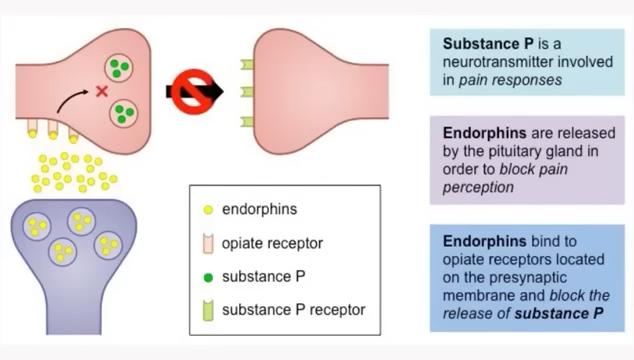 Substance P is a
neurotransmitter involved
in pain responses
Endorphins are released
by the pituitary gland in
order to block pain
perception
Endorphins bind to
opiate receptors located
on the presynaptic
membrane and block the
release of substance P
endorphins
opiate receptor
substance P
substance P receptor